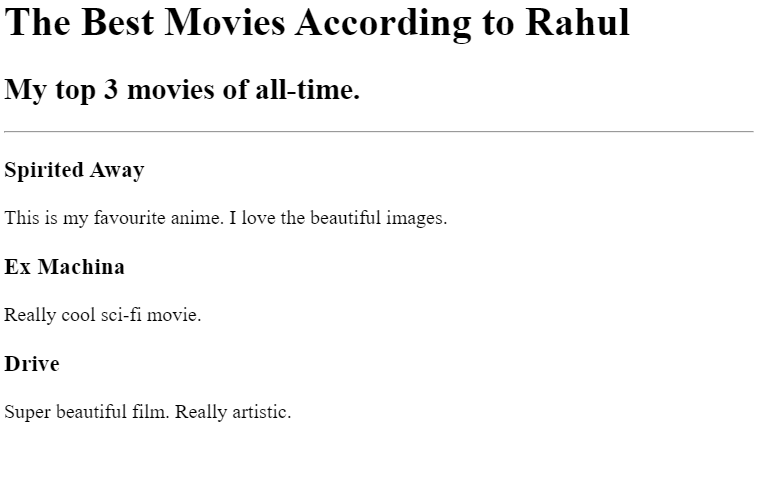 The Best Movies According to Rahul
My top 3 movies of all-time.
Spirited Away
This is my favourite anime. I love the beautiful images.
Ex Machina
Really cool sci-fi movie.
Drive
Super beautiful film. Really artistic.